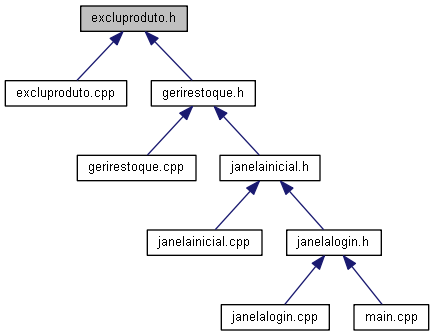 excluproduto.h
excluproduto.cpp
gerirestoque.h
gerirestoque.cpp
janelainicial.h
janelainicial.cpp
janelalogin.h
janelalogin.cpp
main.cpp